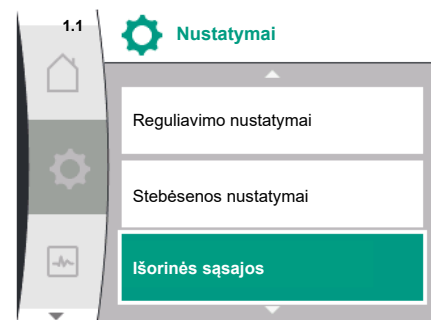 1.1
Nustatymai
Reguliavimo nustatymai
Stebėsenos nustatymai
Išorinės sąsajos